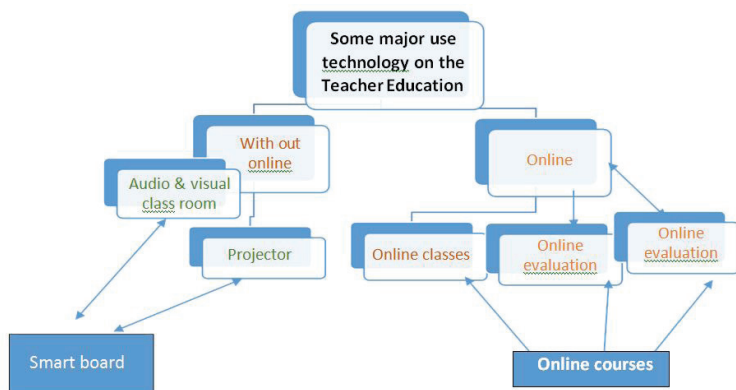 Some major use
technology on the
Teacher Education
With out
online
Online
Audio & visual
class room
Projector
Online classes
Online
evaluation
Online
evaluation
Smart board
Online courses